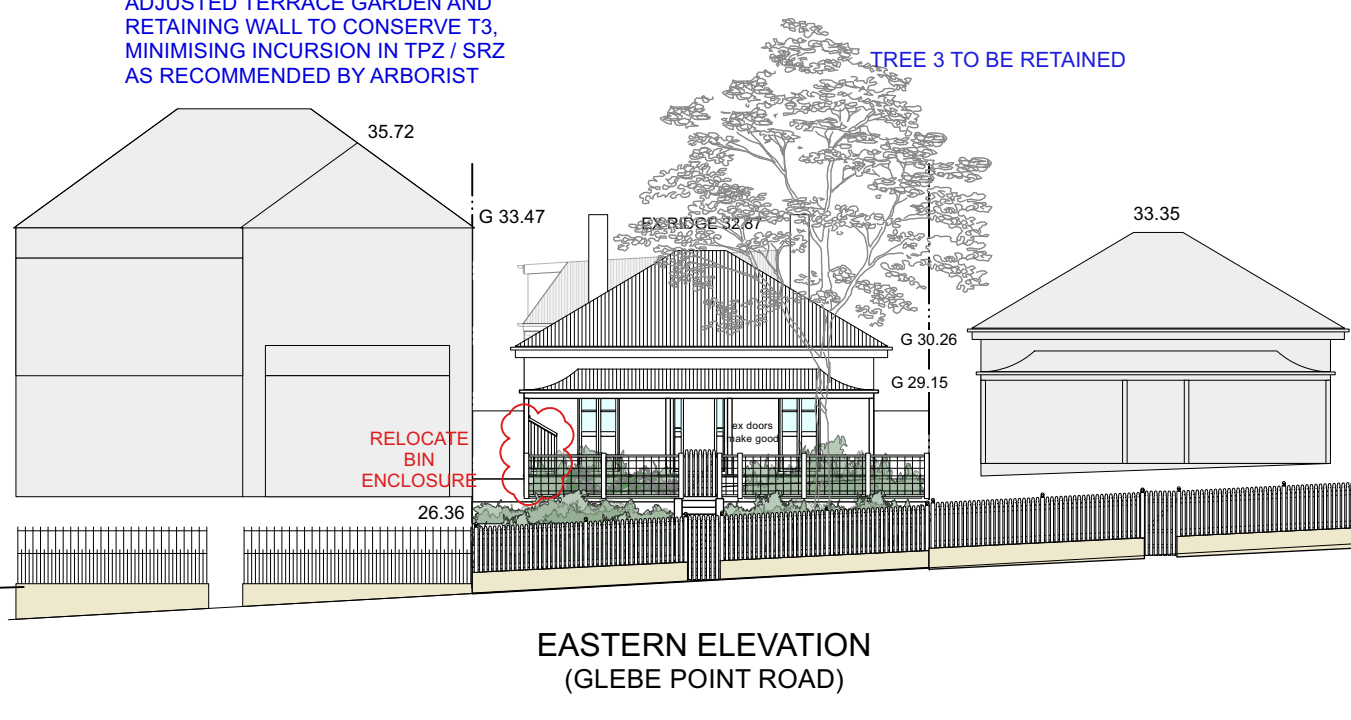 ADJUSTED TERRACE GARDEN AND
RETAINING WALL TO CONSERVE T3,
MINIMISING INCURSION IN TPZ / SRZ
AS RECOMMENDED BY ARBORIST
TREE 3 TO BE RETAINED
35.72
G 33.47
EX RIDGE 32.87
33.35
G 30.26
G 29.15
ex doors
make good
RELOCATE
BIN
ENCLOSURE
26.36
EASTERN ELEVATION
(GLEBE POINT ROAD)